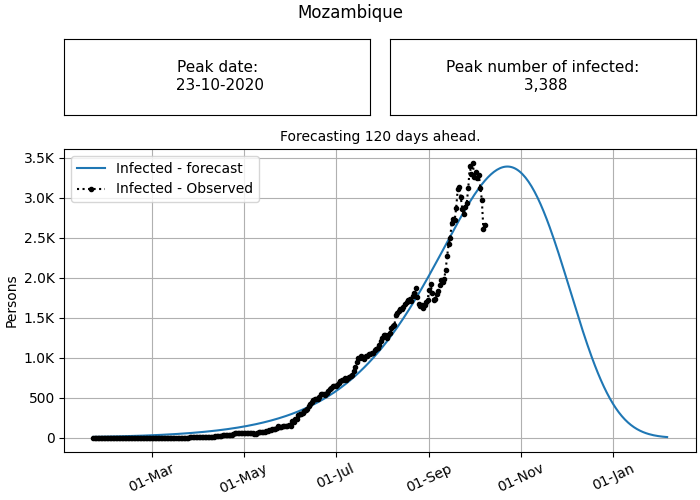 Mozambique
Peak date:
23-10-2020
Peak number of infected:
3,388
Forecasting 120 days ahead.
Infected - forecast
Infected - Observed
3.5K
3.0K
2.5K
2.0K
1.5K
1.0K
500
0
Persons
01-Mar
01-May
01-Jul
01-Sep
01-Nov
01-Jan